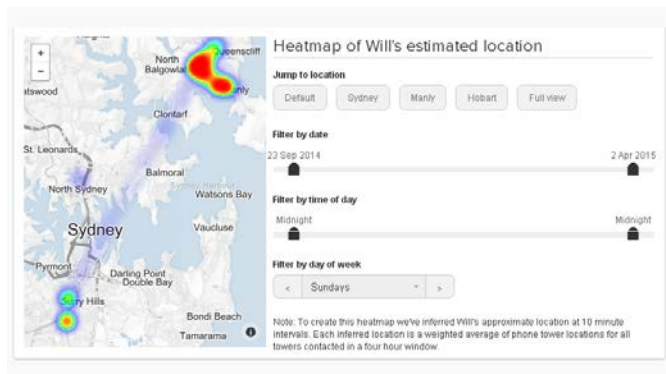 Heatmap of Will's estimated location
Jump to location
Default Sydney Manly Hobart Full view
Filter by date
23 Sep 2014 2 Apr 2015
Filter by time of day
Midnight Midnight
Filter by day of week
< Sundays >
Note: To create this heatmap we've inferred Will's approximate location at 10 minute
intervals. Each inferred location is a weighted average of phone tower locations for all
towers contacted in a four hour window.
+
−
North
Balgowlah
Queenscliff
Manly
atswood
Clontarf
St. Leonards
Balmoral
North Sydney
Sydney Harbour
Watsons Bay
Sydney
Vaucluse
Pyrmont
Darling Point
Double Bay
Surry Hills
Bondi Beach
Tamarama